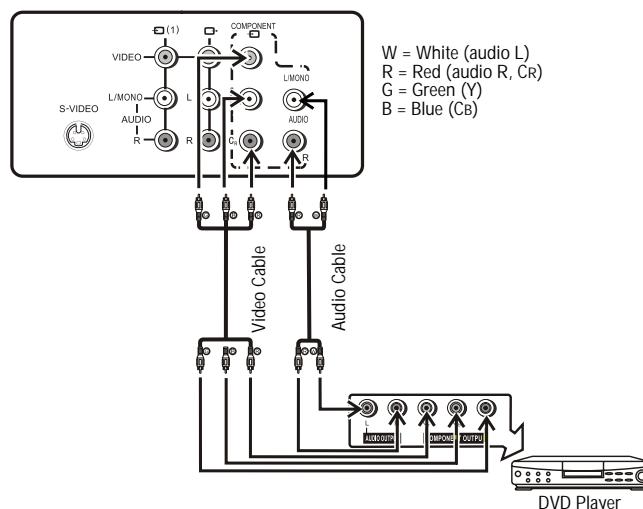 (1)
COMPONENT
VIDEO
L/MONO
S-VIDEO
L/MONO
L
AUDIO
AUDIO
R
R
CR
R
W = White (audio L)
R = Red (audio R, CR)
G = Green (Y)
B = Blue (CB)
Video Cable
Audio Cable
L
AUDIO OUTPUT
COMPONENT OUTPUT
DVD Player